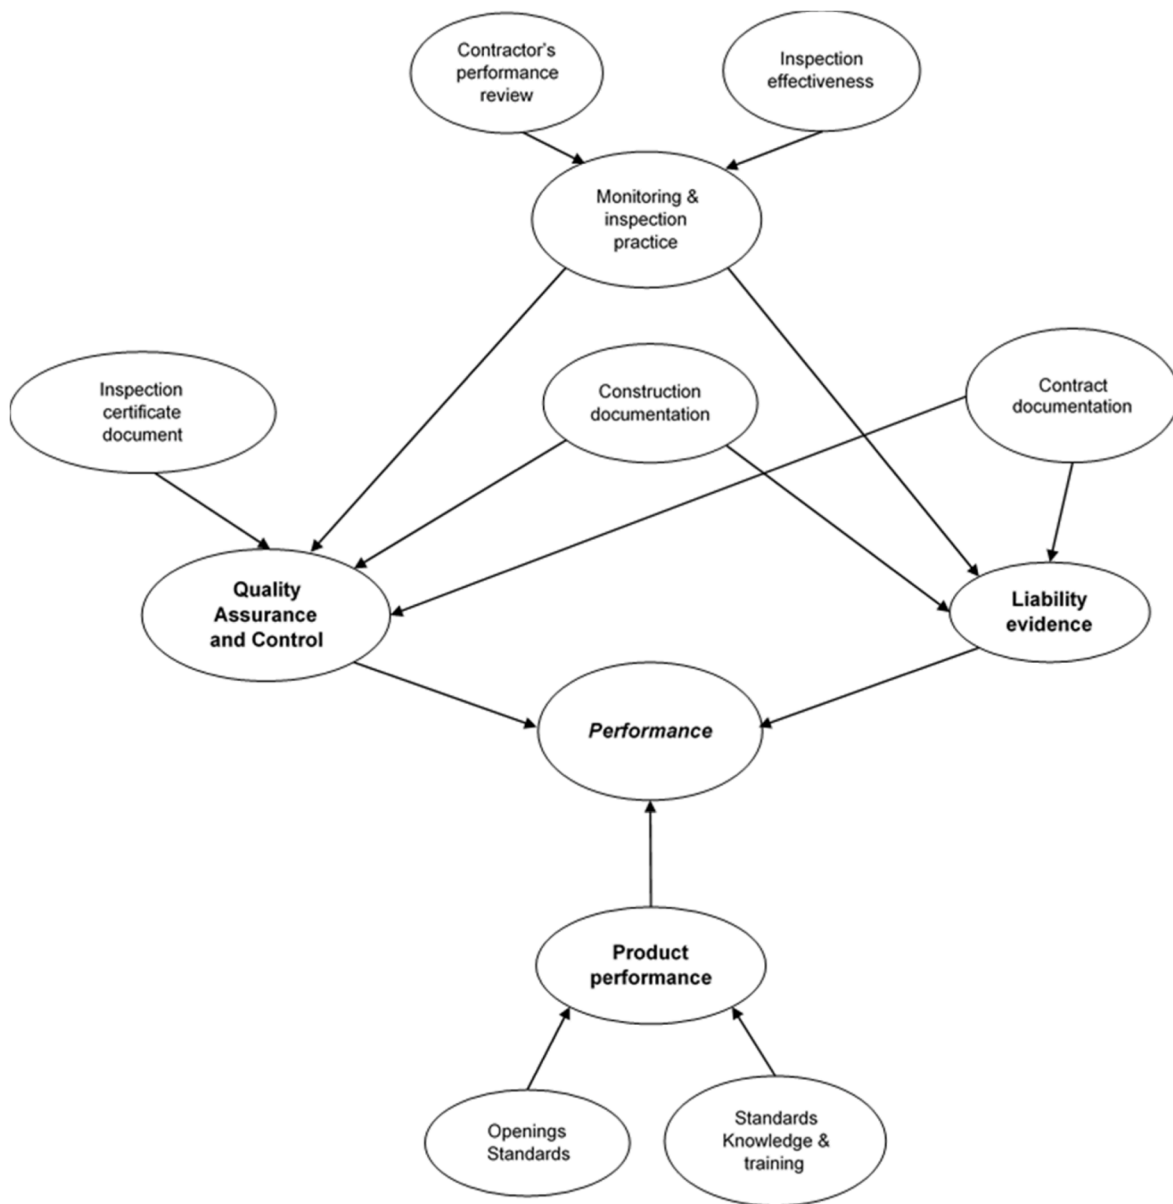 Contractor's
performance
review
Inspection
effectiveness
Monitoring &
inspection
practice
Inspection
certificate
document
Construction
documentation
Contract
documentation
Quality
Assurance
and Control
Liability
evidence
Performance
Product
performance
Openings
Standards
Standards
Knowledge &
training